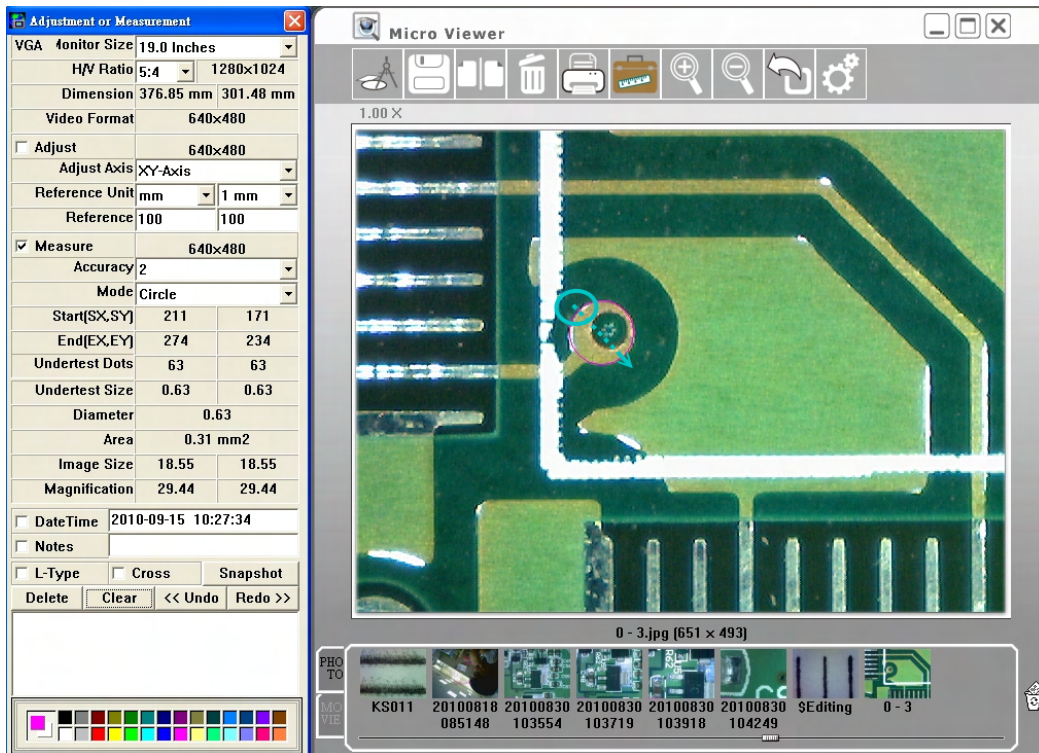 Adjustment or Measurement
VGA Monitor Size 19.0 Inches
H/V Ratio 5:4 1280×1024
Dimension 376.85 mm 301.48 mm
Video Format 640×480
Adjust 640×480
Adjust Axis XY-Axis
Reference Unit mm 1 mm
Reference 100 100
Measure 640×480
Accuracy 2
Mode Circle
Start(SX,SY) 211 171
End(EX,EY) 274 234
Undertest Dots 63 63
Undertest Size 0.63 0.63
Diameter 0.63
Area 0.31 mm2
Image Size 18.55 18.55
Magnification 29.44 29.44
DateTime 2010-09-15 10:27:34
Notes
L-Type Cross Snapshot
Delete Clear << Undo Redo >>
Micro Viewer
1.00 X
0 - 3.jpg (651 × 493)
PHO
TO
MO
VIE
KS011
20100818
085148
20100830
103554
20100830
103719
20100830
103918
20100830
104249
$Editing
0 - 3